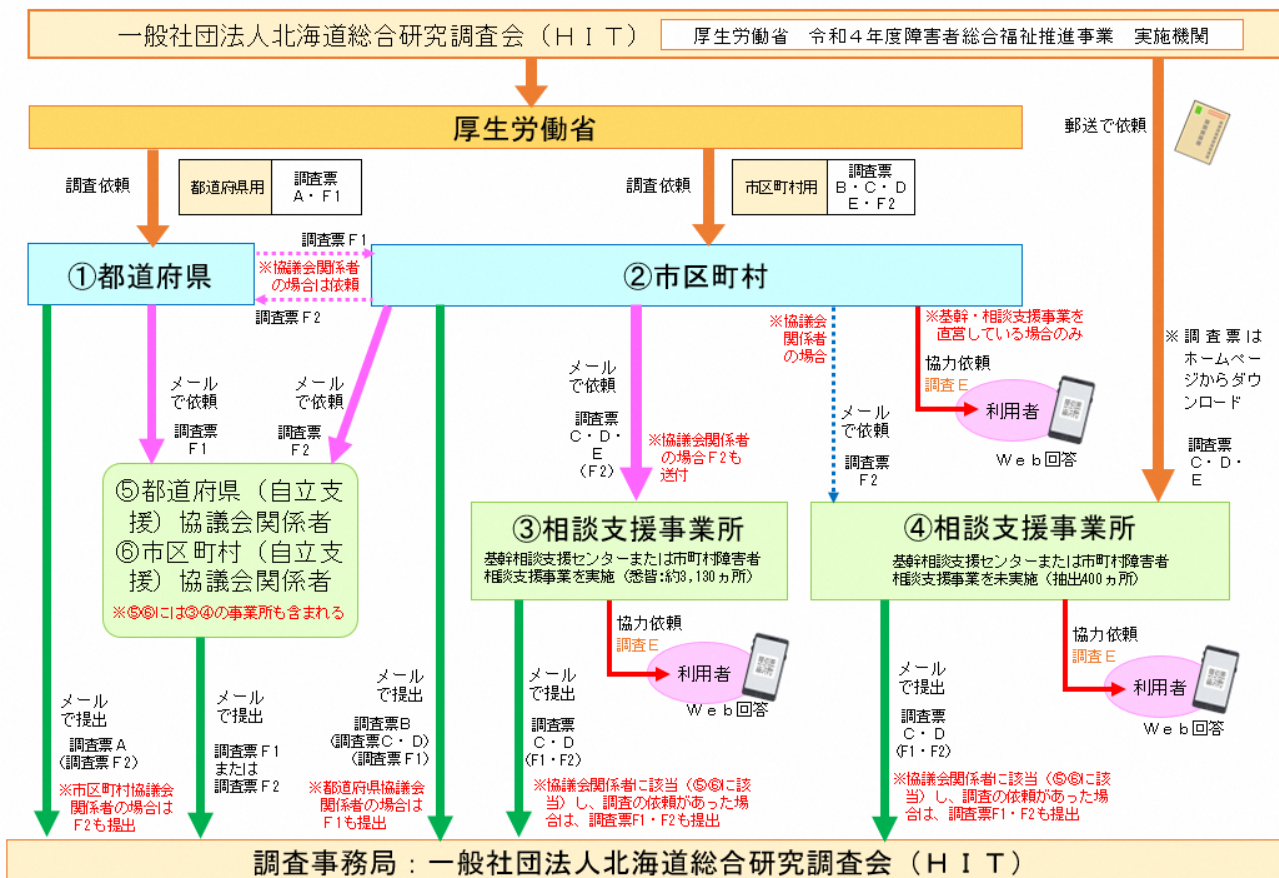 一般社団法人北海道総合研究調査会（ＨＩＴ）
厚生労働省　令和４年度障害者総合福祉推進事業　実施機関
厚生労働省
郵送で依頼
調査依頼
都道府県用
調査票
A・F1
調査依頼
市区町村用
調査票
B・C・D
E・F2
①都道府県
調査票F1
※協議会関係者
の場合は依頼
調査票F2
②市区町村
メール
で依頼
調査票
F1
メール
で依頼
調査票
F2
メール
で依頼
調査票
C・D・
E
(F2)
※協議会関係者
の場合F2も
送付
※協議会
関係者
の場合
メール
で依頼
調査票
F2
※基幹・相談支援事業を
直営している場合のみ
協力依頼
調査E
利用者
Ｗｅｂ回答
※調査票は
ホームペー
ジからダウ
ンロード
調査票
C・D・
E
⑤都道府県（自立支
援）協議会関係者
⑥市区町村（自立支
援）協議会関係者
※⑤⑥には③④の事業所も含まれる
③相談支援事業所
基幹相談支援センターまたは市町村障害者
相談支援事業を実施（悉皆：約3,130ヵ所）
④相談支援事業所
基幹相談支援センターまたは市町村障害者
相談支援事業を未実施（抽出400ヵ所）
メール
で提出
調査票A
(調査票F2)
※市区町村協議会
関係者の場合は
F2も提出
メール
で提出
調査票F1
または
調査票F2
メール
で提出
調査票B
(調査票C・D)
(調査票F1)
※都道府県協議会
関係者の場合は
F1も提出
メール
で提出
調査票
C・D
(F1・F2)
※協議会関係者に該当（⑤⑥に該
当）し、調査の依頼があった場
合は、調査票F1・F2も提出
協力依頼
調査E
利用者
Ｗｅｂ回答
メール
で提出
調査票
C・D
(F1・F2)
※協議会関係者に該当（⑤⑥に該
当）し、調査の依頼があった場
合は、調査票F1・F2も提出
協力依頼
調査E
利用者
Ｗｅｂ回答
調査事務局：一般社団法人北海道総合研究調査会（ＨＩＴ）